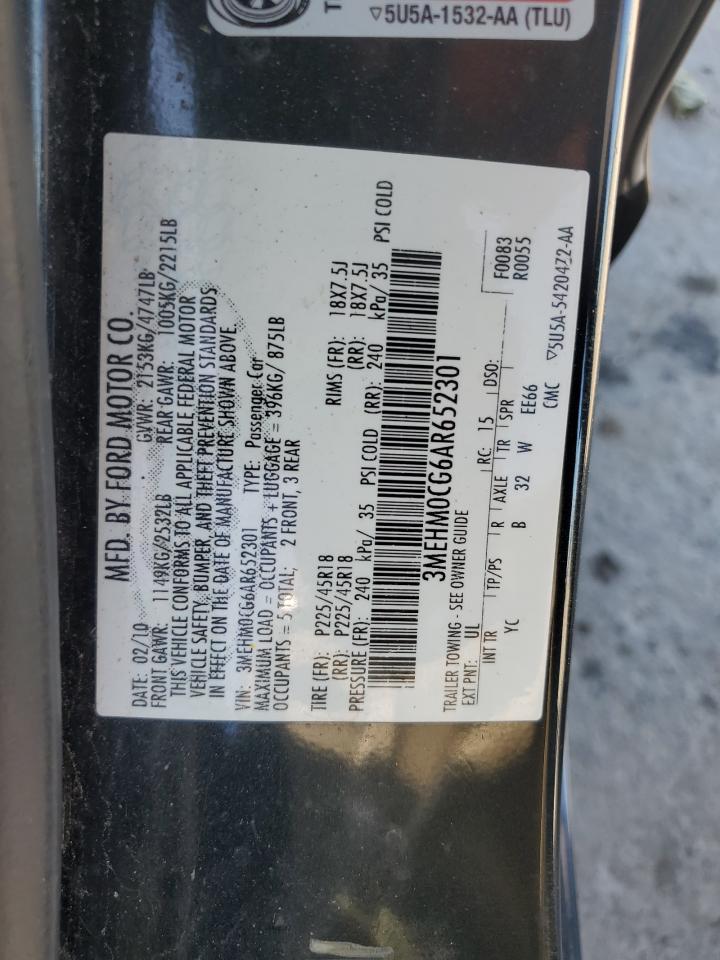 ▽5U5A-1532-AA (TLU)
MFD. BY FORD MOTOR CO.
DATE: 02/10 GVWR: 2153KG/4747LB
FRONT GAWR: 1149KG/2532LB REAR GAWR: 1005KG/2215LB
THIS VEHICLE CONFORMS TO ALL APPLICABLE FEDERAL MOTOR
VEHICLE SAFETY, BUMPER, AND THEFT PREVENTION STANDARDS
IN EFFECT ON THE DATE OF MANUFACTURE SHOWN ABOVE
VIN: 3MEHM0CG6AR652301 TYPE: Passenger Car
MAXIMUM LOAD = OCCUPANTS + LUGGAGE = 396KG/ 875LB
OCCUPANTS = 5 TOTAL; 2 FRONT, 3 REAR
TIRE (FR): P225/45R18 RIMS (FR): 18X7.5J
(RR): P225/45R18 (RR): 18X7.5J
PRESSURE (FR): 240 kPa/ 35 PSI COLD (RR): 240 kPa/ 35 PSI COLD
3MEHM0CG6AR652301
TRAILER TOWING - SEE OWNER GUIDE
EXT PNT: UL RC: 15 DSO: F0083
INT TR TP/PS R AXLE TR SPR R0055
YC B 32 W EE66
CMC ▽5U5A-5420472-AA